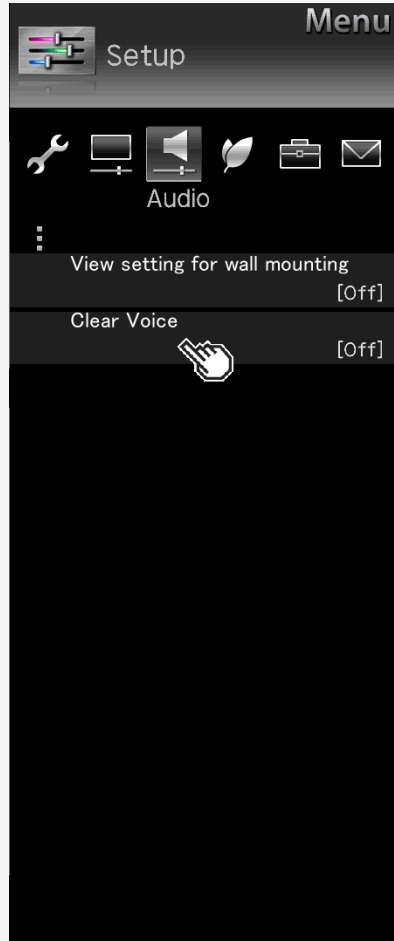 Menu
Setup
Audio
View setting for wall mounting
[Off]
Clear Voice
[Off]